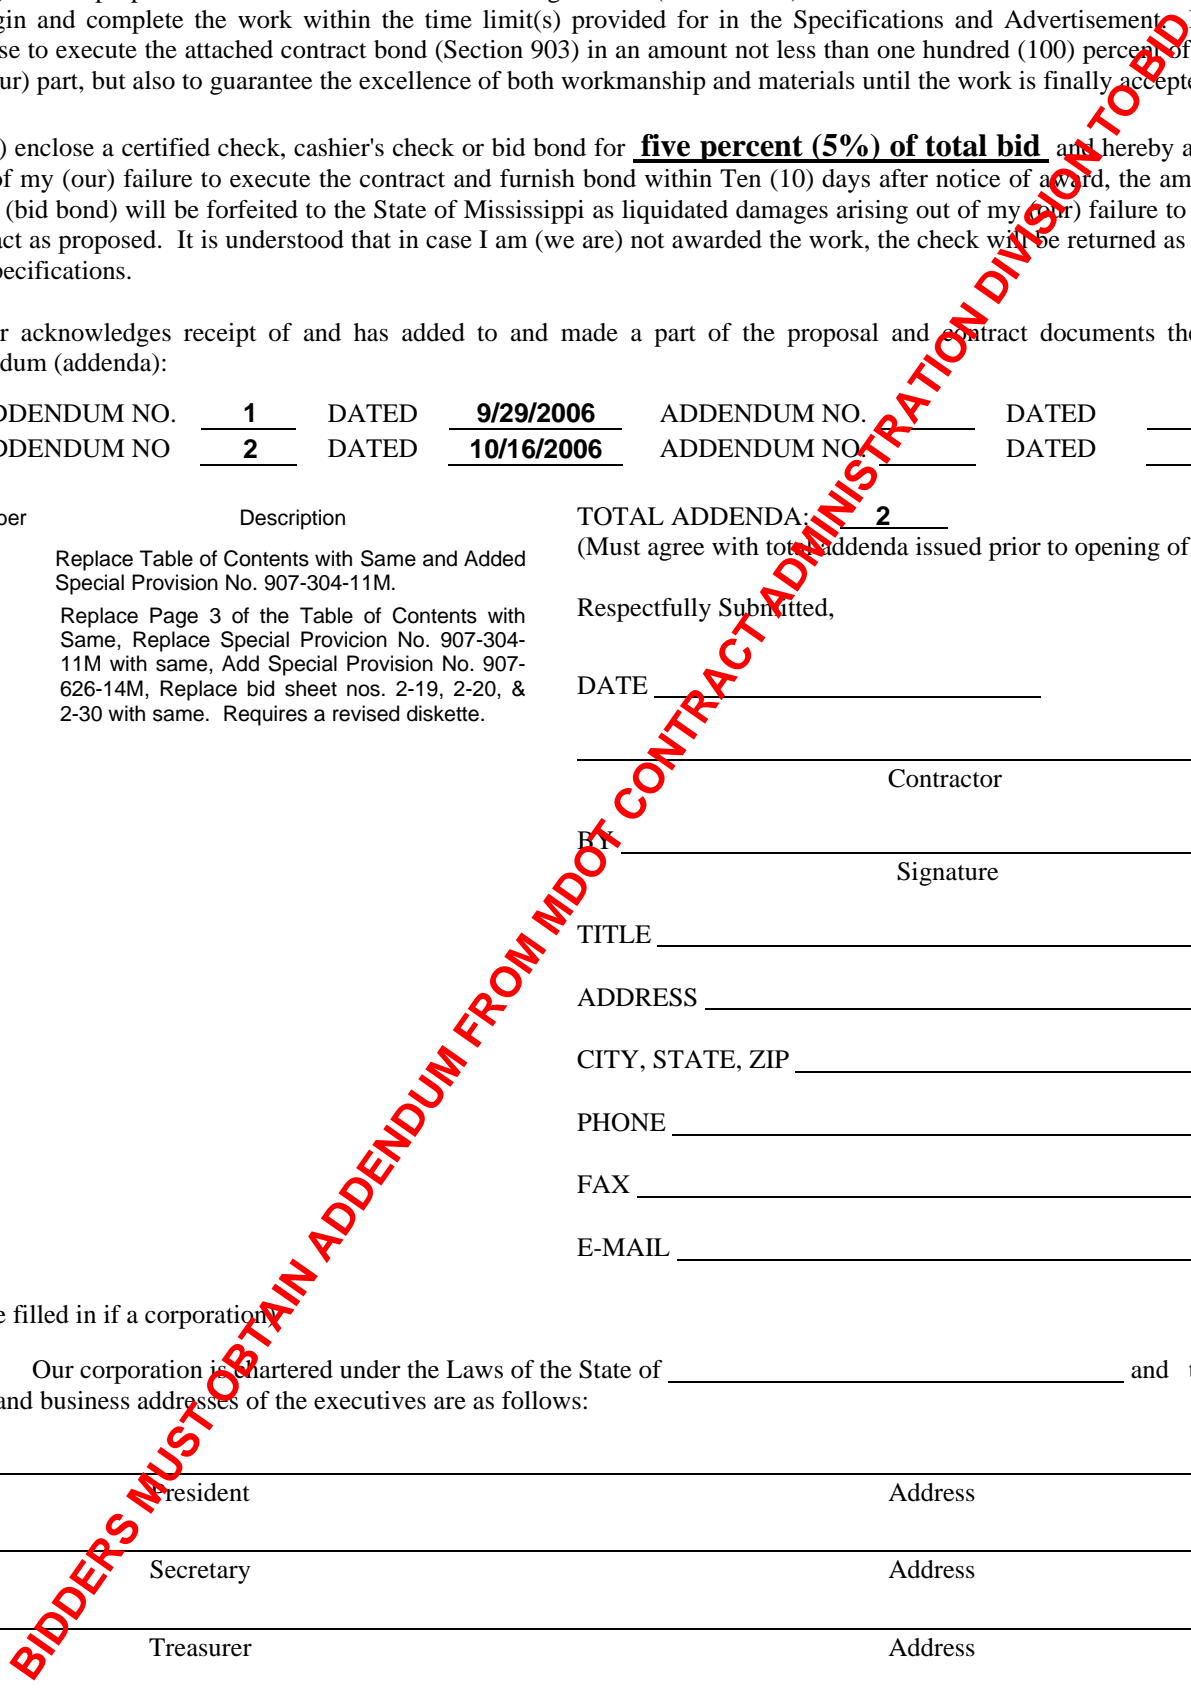 gin and complete the work within the time limit(s) provided for in the Specifications and Advertisement.
se to execute the attached contract bond (Section 903) in an amount not less than one hundred (100) percent of
ur) part, but also to guarantee the excellence of both workmanship and materials until the work is finally accepte
) enclose a certified check, cashier's check or bid bond for five percent (5%) of total bid and hereby a
of my (our) failure to execute the contract and furnish bond within Ten (10) days after notice of award, the am
(bid bond) will be forfeited to the State of Mississippi as liquidated damages arising out of my (our) failure to
act as proposed. It is understood that in case I am (we are) not awarded the work, the check will be returned as
pecifications.
r acknowledges receipt of and has added to and made a part of the proposal and contract documents the
dum (addenda):
DDENDUM NO. 1 DATED 9/29/2006 ADDENDUM NO. DATED
DDENDUM NO 2 DATED 10/16/2006 ADDENDUM NO. DATED
ber Description
Replace Table of Contents with Same and Added
Special Provision No. 907-304-11M.
Replace Page 3 of the Table of Contents with
Same, Replace Special Provicion No. 907-304-
11M with same, Add Special Provision No. 907-
626-14M, Replace bid sheet nos. 2-19, 2-20, &
2-30 with same. Requires a revised diskette.
TOTAL ADDENDA: 2
(Must agree with total addenda issued prior to opening of
Respectfully Submitted,
DATE
Contractor
BY
Signature
TITLE
ADDRESS
CITY, STATE, ZIP
PHONE
FAX
E-MAIL
e filled in if a corporation)
Our corporation is chartered under the Laws of the State of and t
and business addresses of the executives are as follows:
President Address
Secretary Address
Treasurer Address
BIDDERS MUST OBTAIN ADDENDUM FROM MDOT CONTRACT ADMINISTRATION DIVISION TO BID